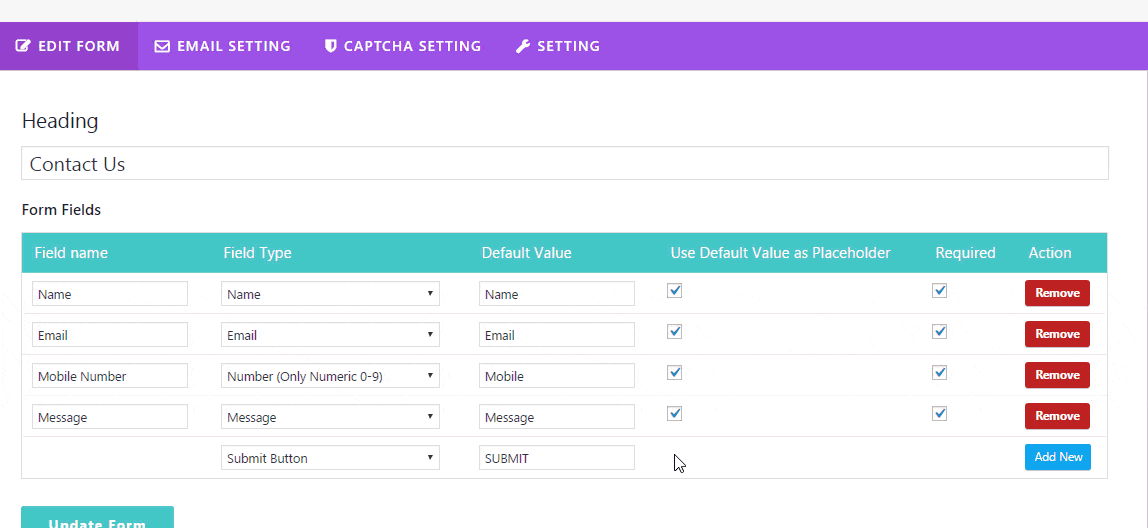 EDIT FORM EMAIL SETTING CAPTCHA SETTING SETTING
Heading
Contact Us
Form Fields
Field name Field Type Default Value Use Default Value as Placeholder Required Action
Name Name Name Remove
Email Email Email Remove
Mobile Number Number (Only Numeric 0-9) Mobile Remove
Message Message Message Remove
Submit Button SUBMIT Add New
Update Form